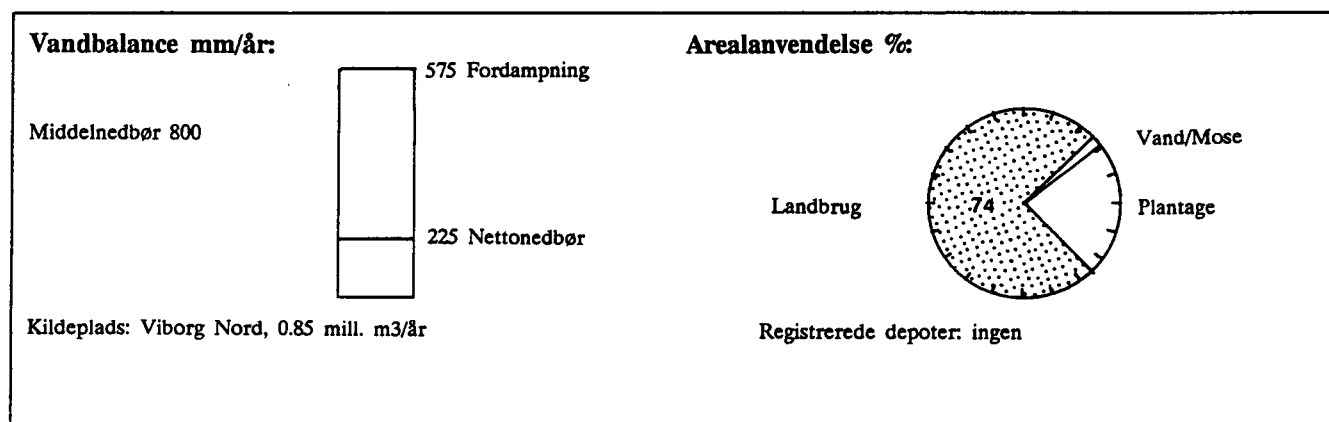 Vandbalance mm/år:
575 Fordampning
Middelnedbør 800
225 Nettonedbør
Kildeplads: Viborg Nord, 0.85 mill. m3/år
Arealanvendelse %:
Vand/Mose
Landbrug
74
Plantage
Registrerede depoter: ingen